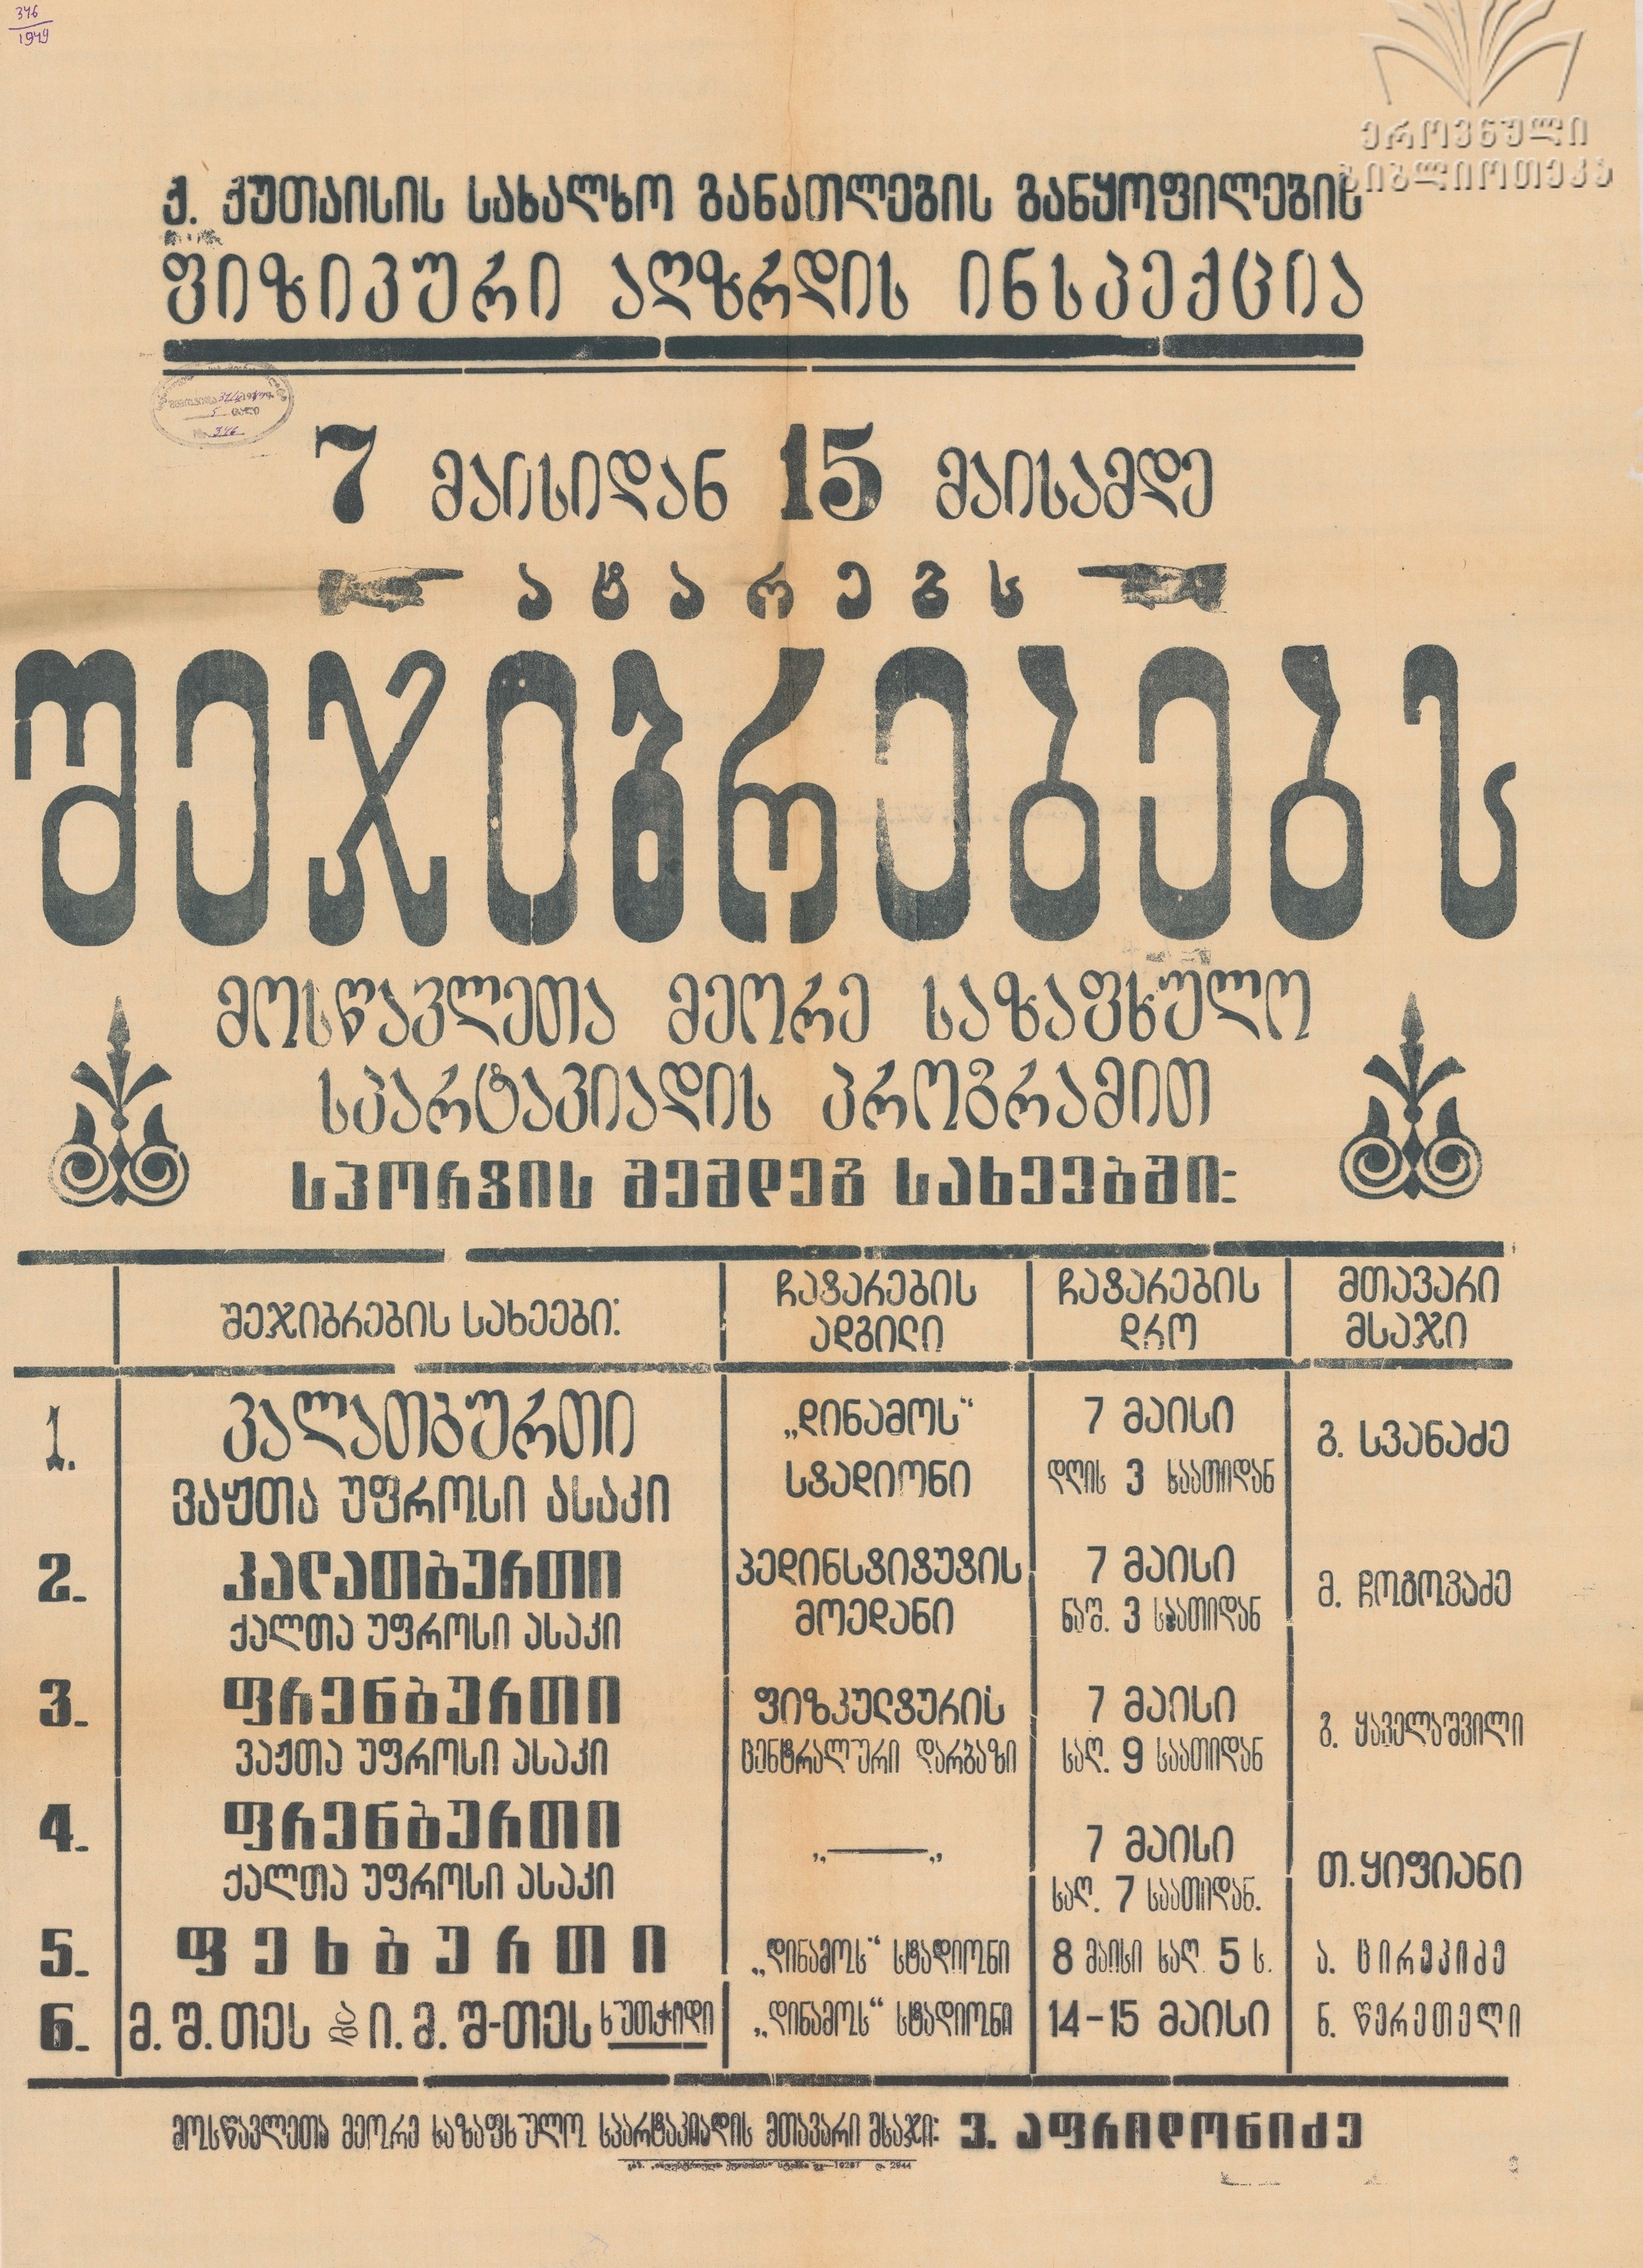 346
1949
ეროვნული
ბიბლიოთეკა
ქ. ქუთაისის სახალხო განათლების განყოფილების
ფიზიკური აღზრდის ინსპექცია
346
7 მაისიდან 15 მაისამდე
ატარებს
შეჯიბრებებს
მოსწავლეთა მეორე საზაფხულო
სპარტაკიადის პროგრამით
სპორტის შემდეგ სახეებში:
შეჯიბრების სახეები: ჩატარების ადგილი ჩატარების დრო მთავარი მსაჯი
1. კალათბურთი „დინამოს“ 7 მაისი გ. სვანაძე
ვაჟთა უფროსი ასაკი სტადიონი დღის 3 საათიდან
2. კალათბურთი პედინსტიტუტის 7 მაისი მ. ჩოგოვაძე
ქალთა უფროსი ასაკი მოედანი ნაშ. 3 საათიდან
3. ფრენბურთი ფიზკულტურის 7 მაისი გ. ყაველაშვილი
ვაჟთა უფროსი ასაკი ცენტრალური დარბაზი საღ. 9 საათიდან
4. ფრენბურთი „—„ 7 მაისი თ. ყიფიანი
ქალთა უფროსი ასაკი საღ. 7 საათიდან.
5. ფეხბურთი „დინამოს“ სტადიონი 8 მაისი საღ. 5 ს. ა. ცირეკიძე
6. მ. შ. თეს და ი. მ. შ-თეს ხუთჭიდი „დინამოს“ სტადიონი 14-15 მაისი ნ. წერეთელი
მოსწავლეთა მეორე საზაფხულო სპარტაკიადის მთავარი მსაჯი: ვ. აფრიდონიძე